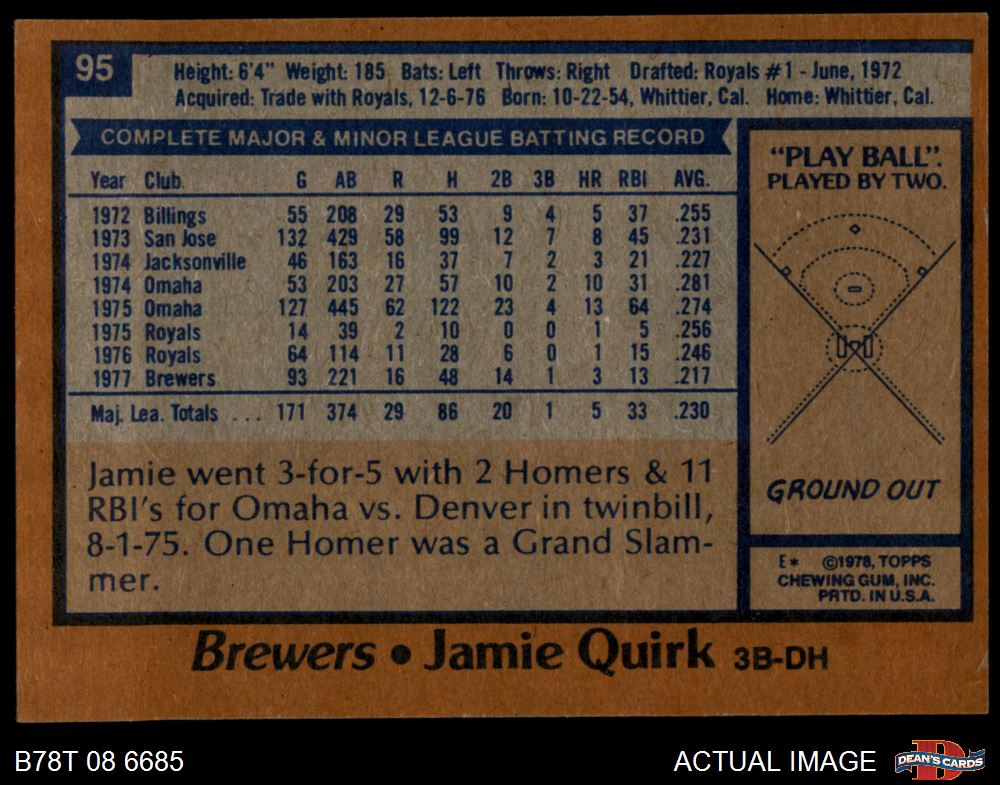 95
Height: 6'4" Weight: 185 Bats: Left Throws: Right Drafted: Royals #1 - June, 1972
Acquired: Trade with Royals, 12-6-76 Born: 10-22-54, Whittier, Cal. Home: Whittier, Cal.
COMPLETE MAJOR & MINOR LEAGUE BATTING RECORD
Year Club G AB R H 2B 3B HR RBI AVG.
1972 Billings 55 208 29 53 9 4 5 37 .255
1973 San Jose 132 429 58 99 12 7 8 45 .231
1974 Jacksonville 46 163 16 37 7 2 3 21 .227
1974 Omaha 53 203 27 57 10 2 10 31 .281
1975 Omaha 127 445 62 122 23 4 13 64 .274
1975 Royals 14 39 2 10 0 0 1 5 .256
1976 Royals 64 114 11 28 6 0 1 15 .246
1977 Brewers 93 221 16 48 14 1 3 13 .217
Maj. Lea. Totals ... 171 374 29 86 20 1 5 33 .230
Jamie went 3-for-5 with 2 Homers & 11
RBI's for Omaha vs. Denver in twinbill,
8-1-75. One Homer was a Grand Slam-
mer.
"PLAY BALL".
PLAYED BY TWO.
GROUND OUT
E* ©1978, TOPPS
CHEWING GUM, INC.
PRTD. IN U.S.A.
Brewers • Jamie Quirk 3B-DH
B78T 08 6685
ACTUAL IMAGE
D
DEAN'S CARDS